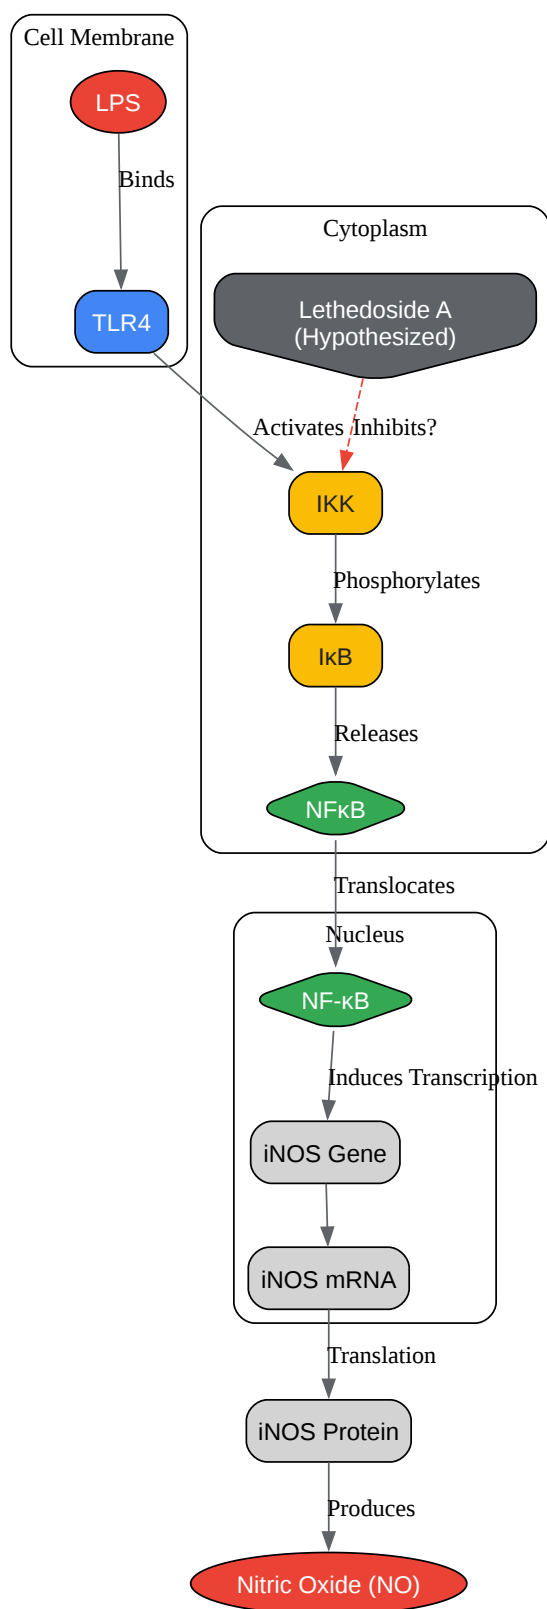 Cell Membrane
LPS
Binds
TLR4
Cytoplasm
Lethedoside A
(Hypothesized)
Activates
Inhibits?
IKK
Phosphorylates
IκB
Releases
NFκB
Translocates
Nucleus
NF-κB
Induces Transcription
iNOS Gene
iNOS mRNA
Translation
iNOS Protein
Produces
Nitric Oxide (NO)